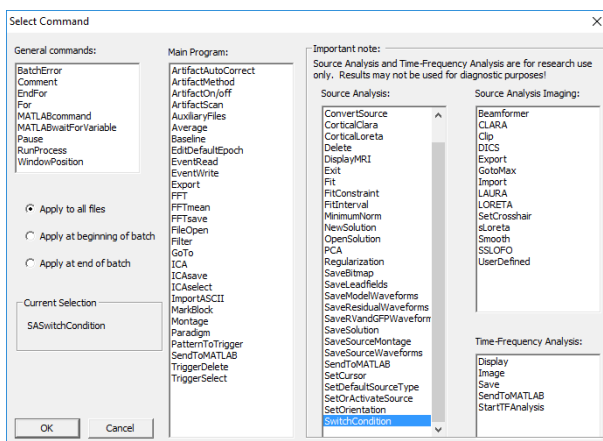 Select Command
General commands:
BatchError
Comment
EndFor
For
MATLABcommand
MATLABwaitForVariable
Pause
RunProcess
WindowPosition
Apply to all files
Apply at beginning of batch
Apply at end of batch
Current Selection
SASwitchCondition
OK
Cancel
Main Program:
ArtifactAutoCorrect
ArtifactMethod
ArtifactOn/off
ArtifactScan
AuxiliaryFiles
Average
Baseline
EditDefaultEpoch
EventRead
EventWrite
Export
FFT
FFTmean
FFTsave
FileOpen
Filter
GoTo
ICA
ICAsave
ICAselect
ImportASCII
MarkBlock
Montage
Paradigm
PatternToTrigger
SendToMATLAB
TriggerDelete
TriggerSelect
Important note:
Source Analysis and Time-Frequency Analysis are for research use
only. Results may not be used for diagnostic purposes!
Source Analysis:
ConvertSource
CorticalClara
CorticalLoreta
Delete
DisplayMRI
Exit
Fit
FitConstraint
FitInterval
MinimumNorm
NewSolution
OpenSolution
PCA
Regularization
SaveBitmap
SaveLeadfields
SaveModelWaveforms
SaveResidualWaveforms
SaveRVandGFPWaveform
SaveSolution
SaveSourceMontage
SaveSourceWaveforms
SendToMATLAB
SetCursor
SetDefaultSourceType
SetOrActivateSource
SetOrientation
SwitchCondition
Source Analysis Imaging:
Beamformer
CLARA
Clip
DICS
Export
GotoMax
Import
LAURA
LORETA
SetCrosshair
sLoreta
Smooth
SSLOFO
UserDefined
Time-Frequency Analysis:
Display
Image
Save
SendToMATLAB
StartTFAnalysis